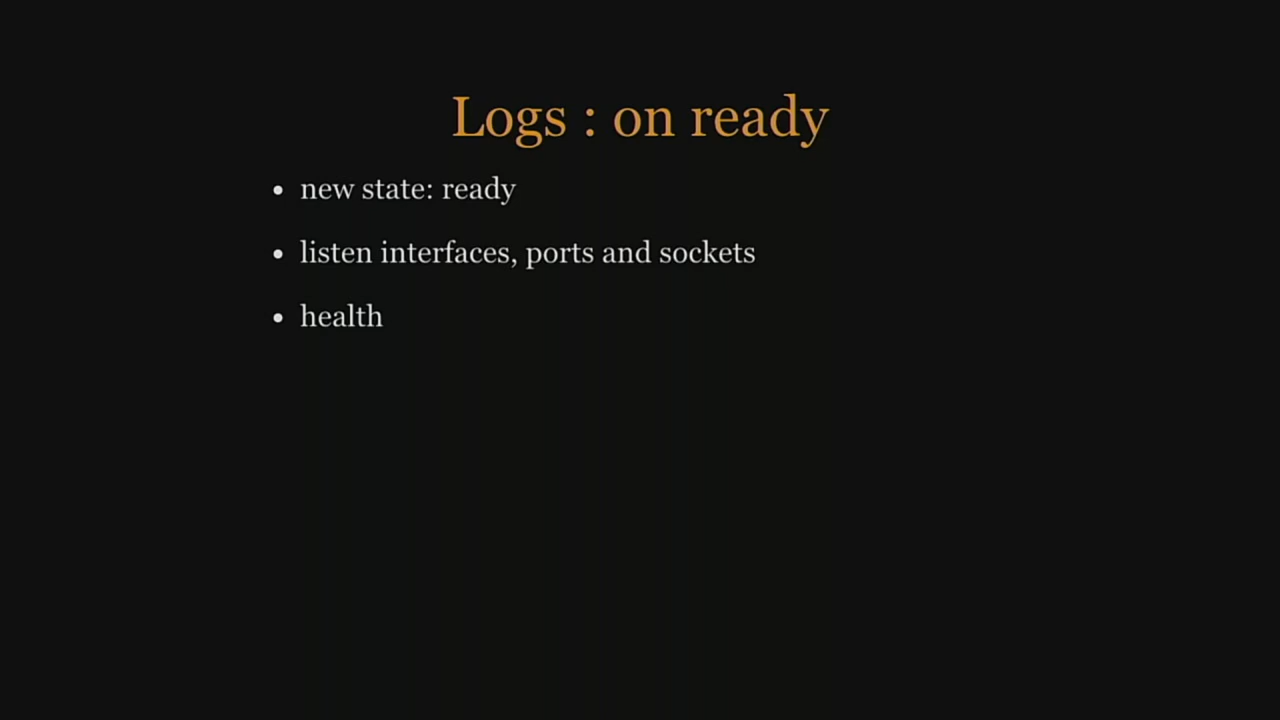 Logs : on ready
• new state: ready
• listen interfaces, ports and sockets
• health